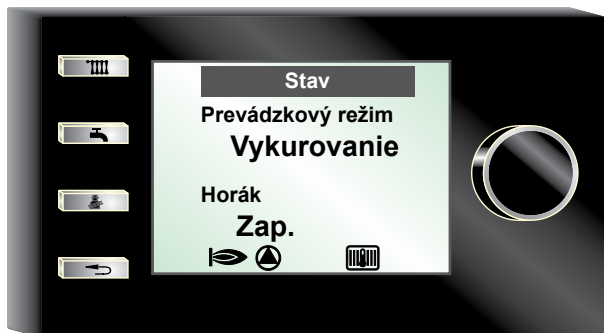 Stav
Prevádzkový režim
Vykurovanie
Horák
Zap.